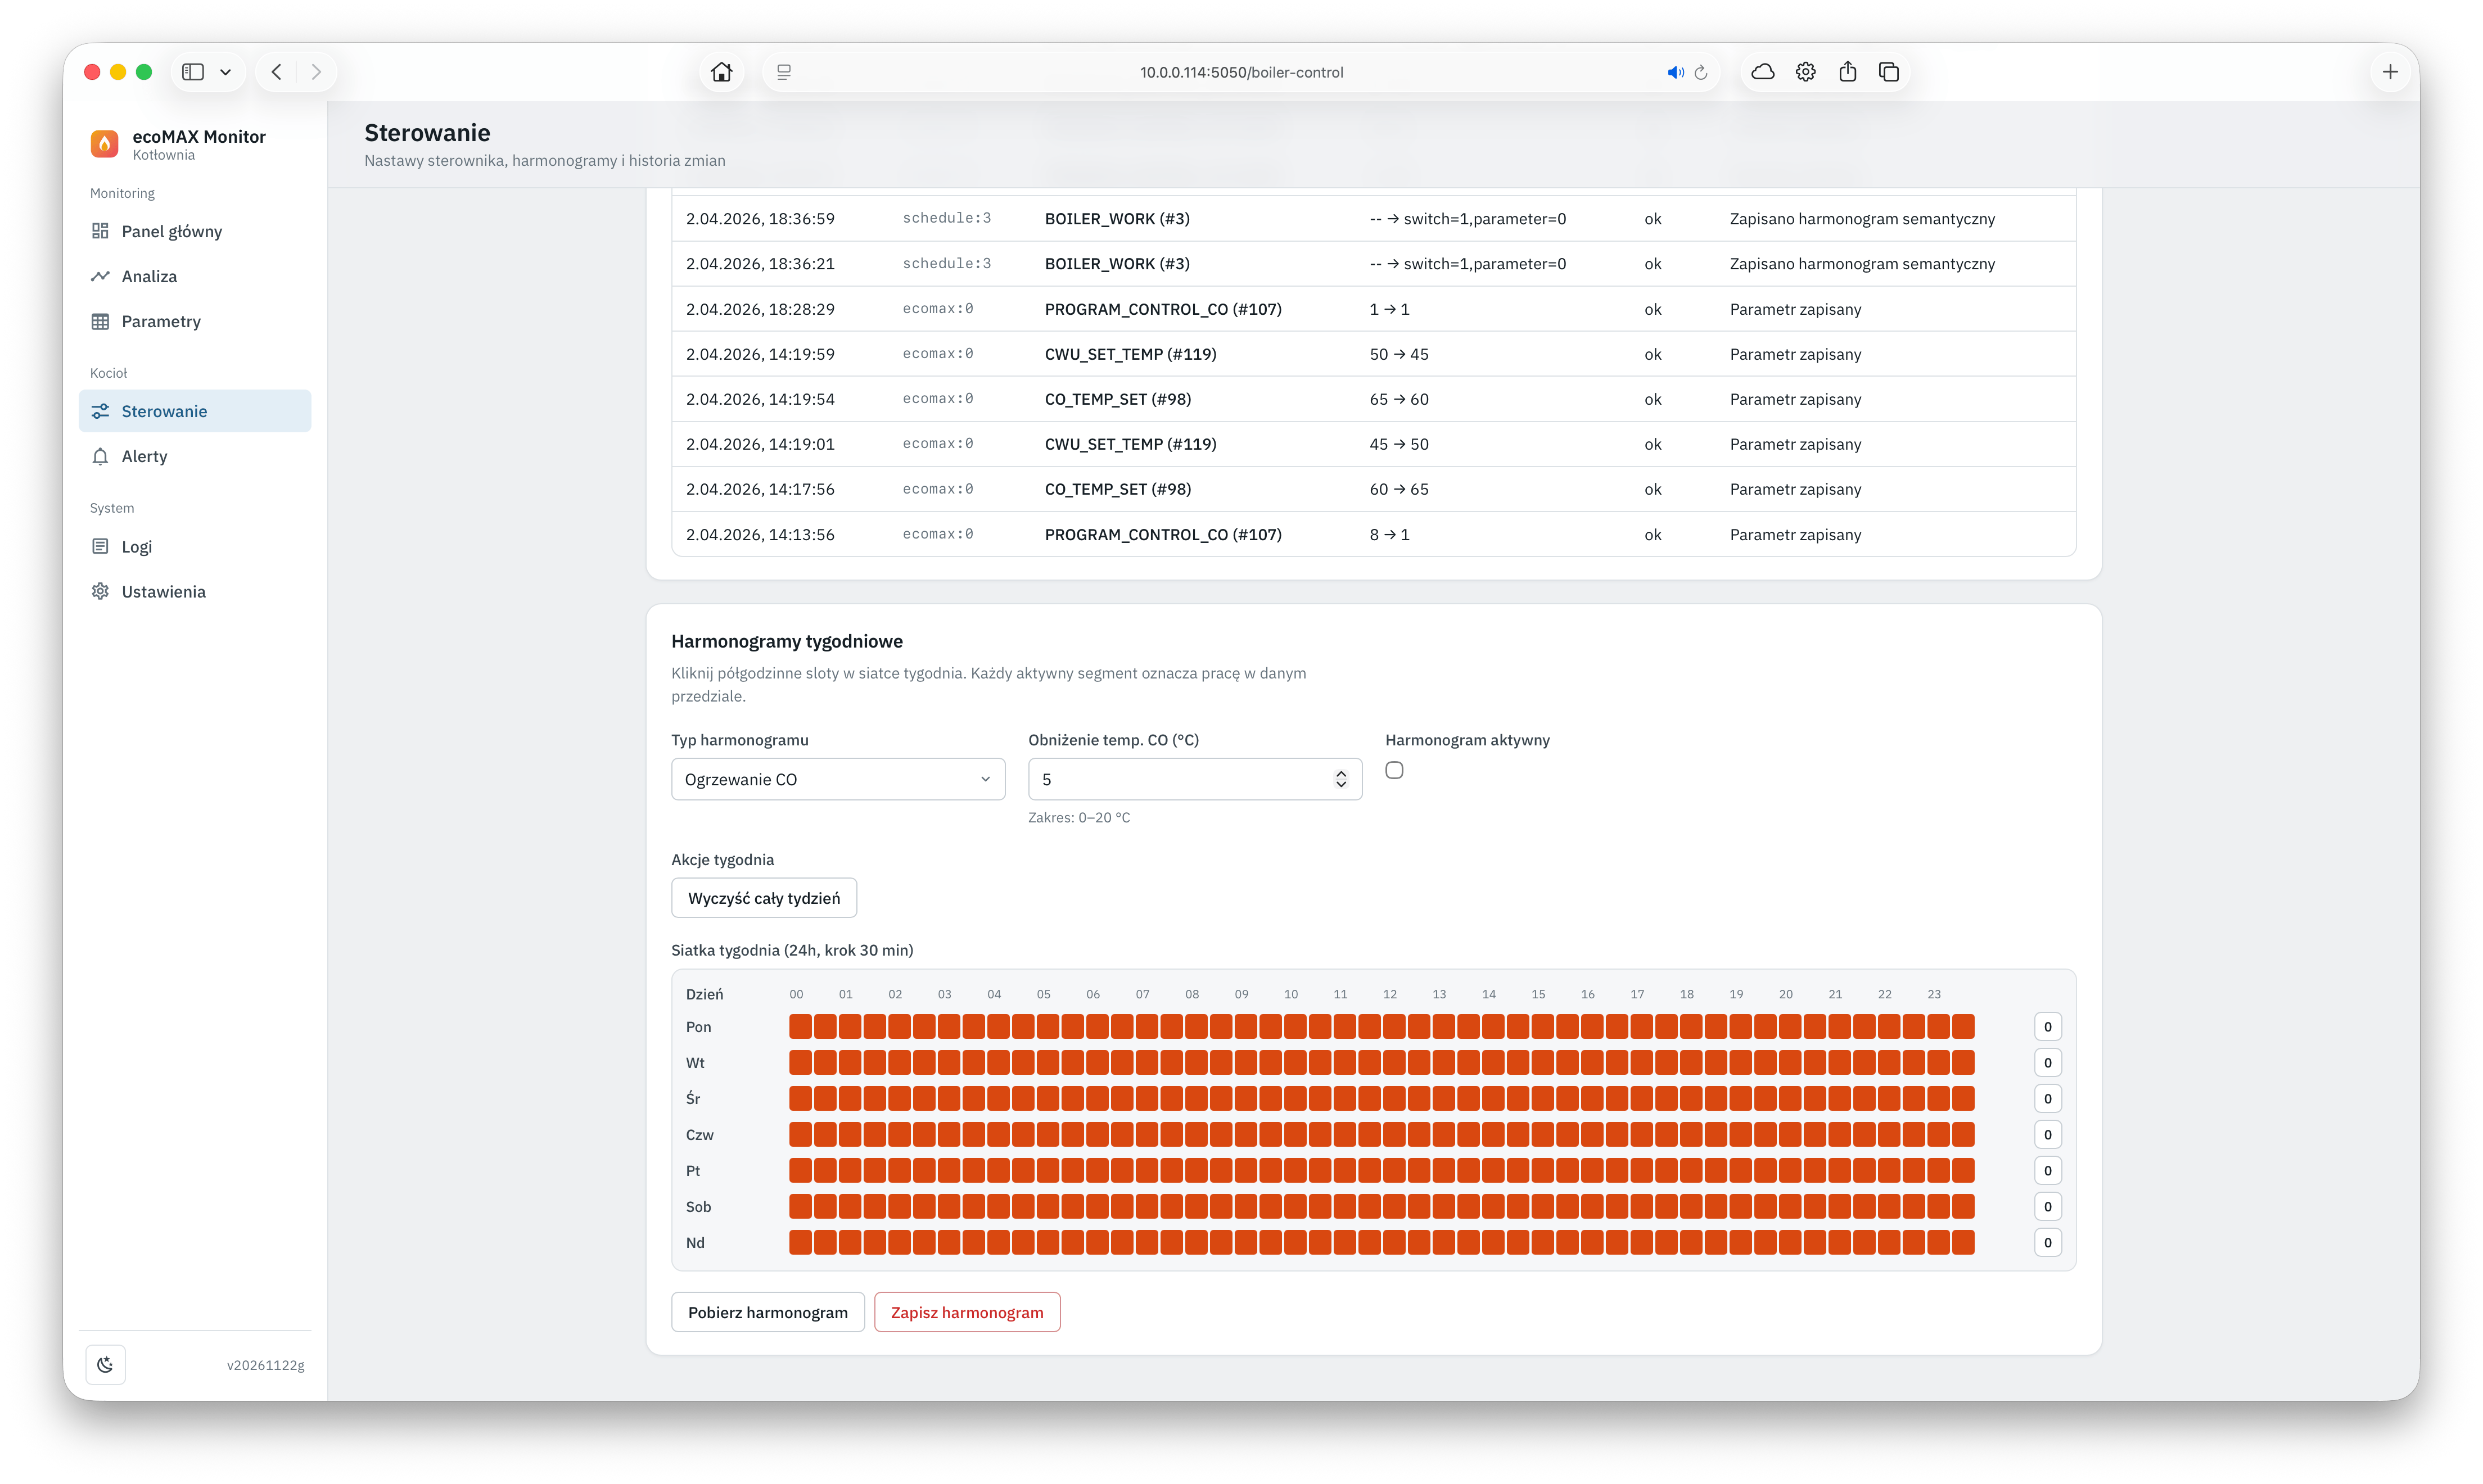 10.0.0.114:5050/boiler-control
ecoMAX Monitor
Kotłownia
Monitoring
Panel główny
Analiza
Parametry
Kocioł
Sterowanie
Alerty
System
Logi
Ustawienia
v20261122g
Sterowanie
Nastawy sterownika, harmonogramy i historia zmian
2.04.2026, 18:36:59 schedule:3 BOILER_WORK (#3) -- → switch=1,parameter=0 ok Zapisano harmonogram semantyczny
2.04.2026, 18:36:21 schedule:3 BOILER_WORK (#3) -- → switch=1,parameter=0 ok Zapisano harmonogram semantyczny
2.04.2026, 18:28:29 ecomax:0 PROGRAM_CONTROL_CO (#107) 1 → 1 ok Parametr zapisany
2.04.2026, 14:19:59 ecomax:0 CWU_SET_TEMP (#119) 50 → 45 ok Parametr zapisany
2.04.2026, 14:19:54 ecomax:0 CO_TEMP_SET (#98) 65 → 60 ok Parametr zapisany
2.04.2026, 14:19:01 ecomax:0 CWU_SET_TEMP (#119) 45 → 50 ok Parametr zapisany
2.04.2026, 14:17:56 ecomax:0 CO_TEMP_SET (#98) 60 → 65 ok Parametr zapisany
2.04.2026, 14:13:56 ecomax:0 PROGRAM_CONTROL_CO (#107) 8 → 1 ok Parametr zapisany
Harmonogramy tygodniowe
Kliknij półgodzinne sloty w siatce tygodnia. Każdy aktywny segment oznacza pracę w danym
przedziale.
Typ harmonogramu Obniżenie temp. CO (°C) Harmonogram aktywny
Ogrzewanie CO 5
Zakres: 0–20 °C
Akcje tygodnia
Wyczyść cały tydzień
Siatka tygodnia (24h, krok 30 min)
Dzień 00 01 02 03 04 05 06 07 08 09 10 11 12 13 14 15 16 17 18 19 20 21 22 23
Pon 0
Wt 0
Śr 0
Czw 0
Pt 0
Sob 0
Nd 0
Pobierz harmonogram Zapisz harmonogram